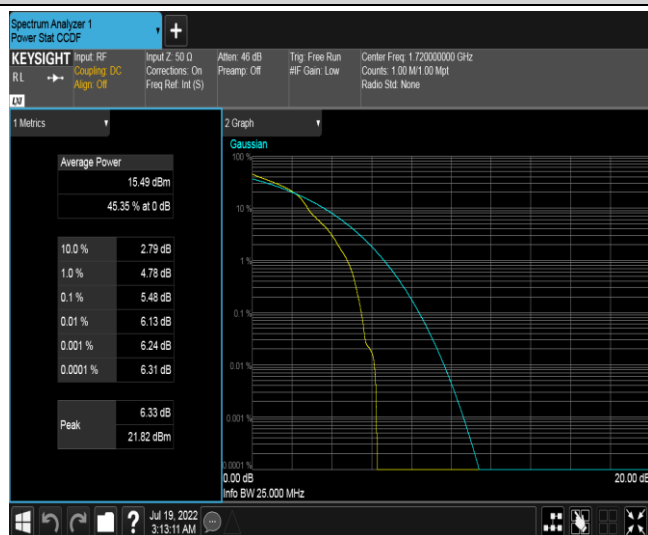 Spectrum Analyzer 1
Power Stat CCDF
+
KEYSIGHT
RL
LXI
Input: RF
Coupling: DC
Align: Off
Input Z: 50 Ω
Corrections: On
Freq Ref: Int (S)
Atten: 46 dB
Preamp: Off
Trig: Free Run
#IF Gain: Low
Center Freq: 1.720000000 GHz
Counts: 1.00 M/1.00 Mpt
Radio Std: None
1 Metrics
Average Power
15.49 dBm
45.35 % at 0 dB
10.0 % 2.79 dB
1.0 % 4.78 dB
0.1 % 5.48 dB
0.01 % 6.13 dB
0.001 % 6.24 dB
0.0001 % 6.31 dB
Peak
6.33 dB
21.82 dBm
2 Graph
Gaussian
100 %
10 %
1 %
0.1 %
0.01 %
0.001 %
0.0001 %
0.00 dB 20.00 dB
Info BW 25.000 MHz
?
Jul 19, 2022
3:13:11 AM